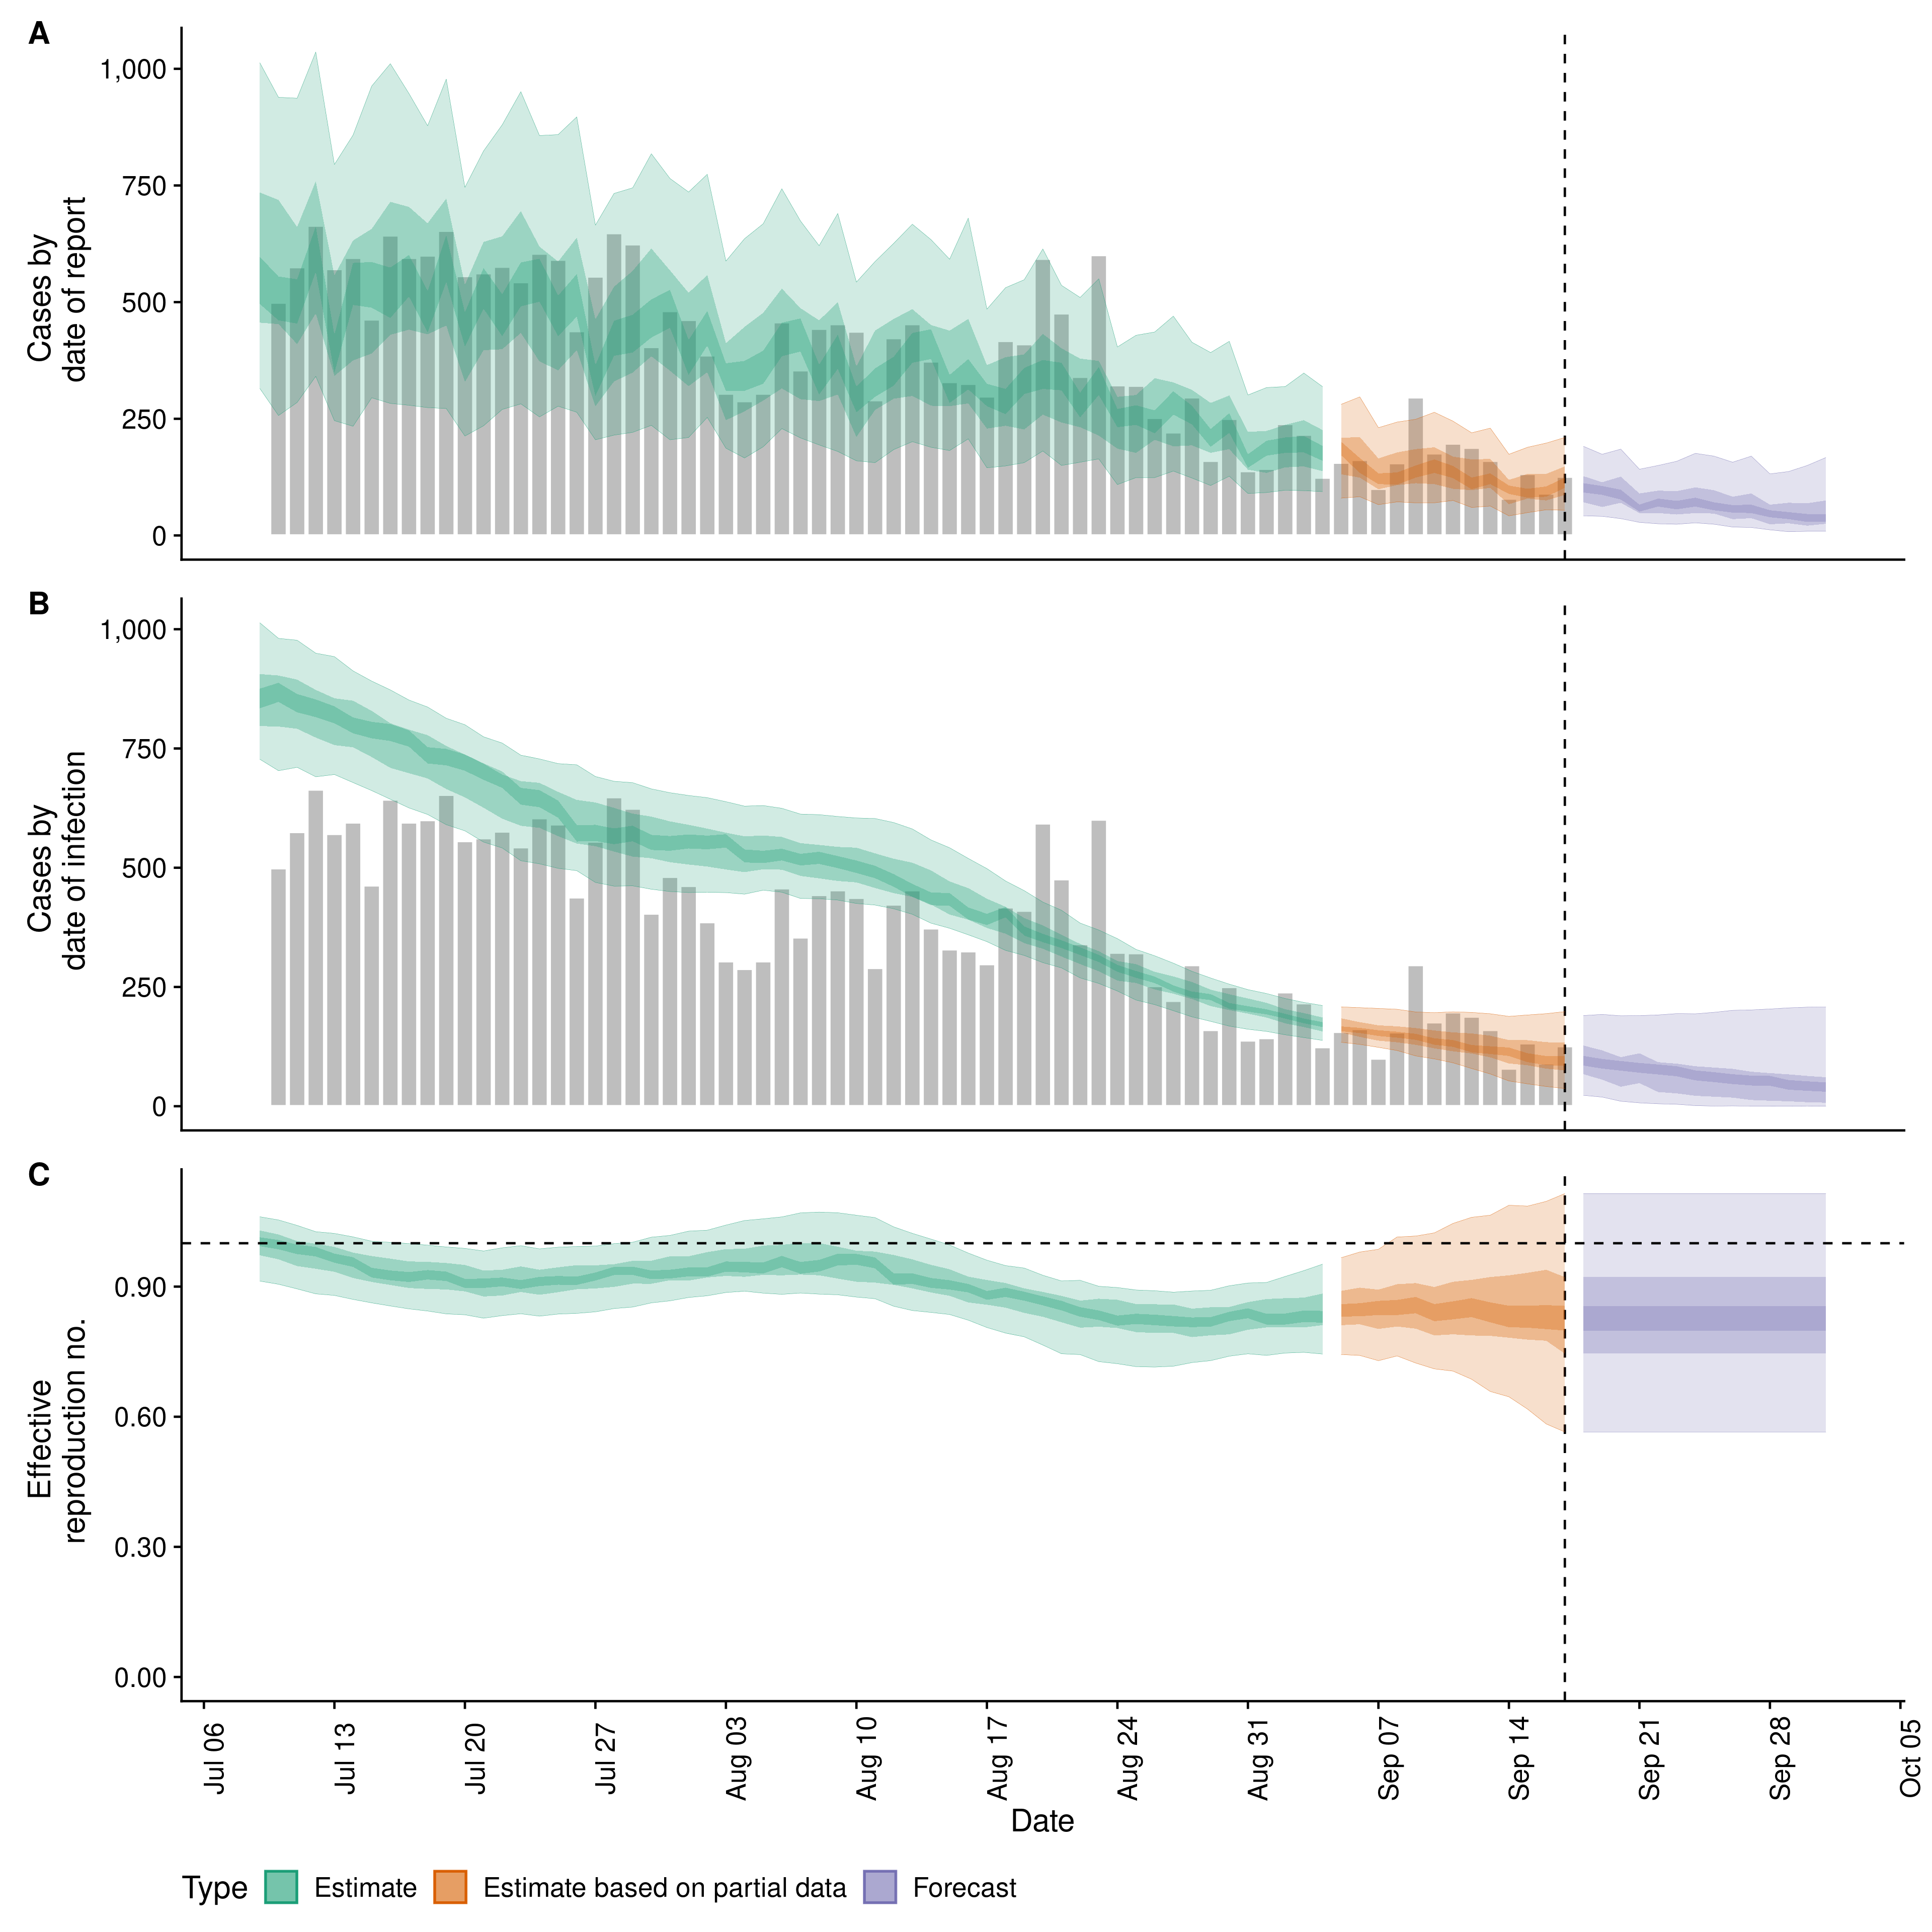 A
1,000
750
500
250
0
Cases by
date of report
B
1,000
750
500
250
0
Cases by
date of infection
C
0.90
0.60
0.30
0.00
Effective
reproduction no.
Jul 06
Jul 13
Jul 20
Jul 27
Aug 03
Aug 10
Aug 17
Aug 24
Aug 31
Sep 07
Sep 14
Sep 21
Sep 28
Oct 05
Date
Type Estimate Estimate based on partial data Forecast